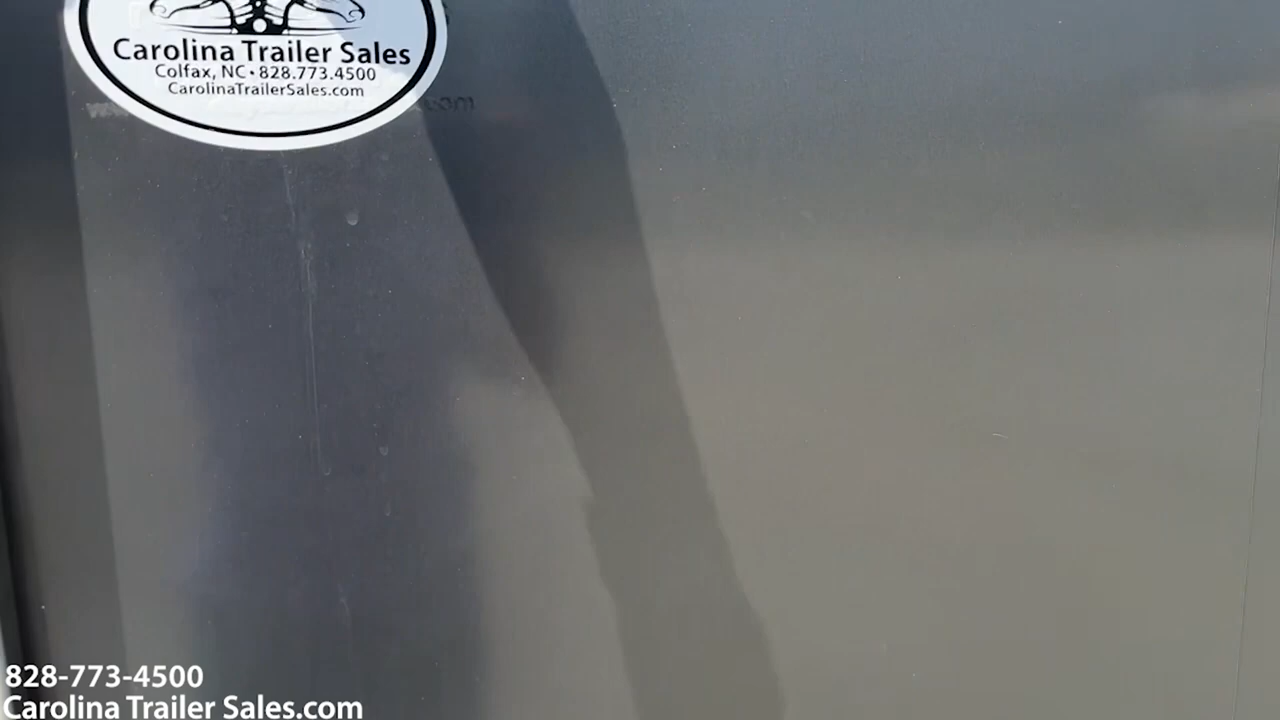 Carolina Trailer Sales
Colfax, NC • 828.773.4500
CarolinaTrailerSales.com
828-773-4500
Carolina Trailer Sales.com